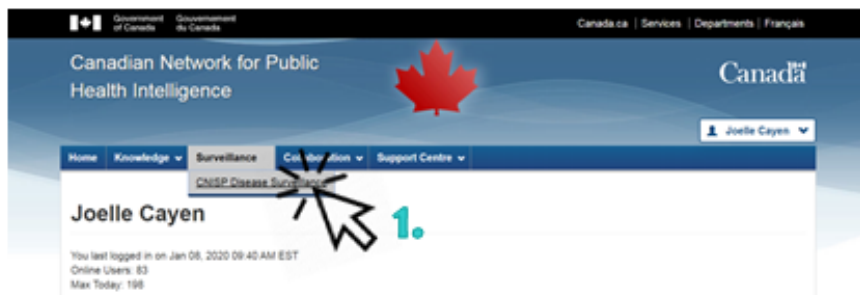 Government of Canada
Gouvernement du Canada
Canada.ca | Services | Departments | Français
Canadian Network for Public
Health Intelligence
Canada
Joelle Cayen
Home Knowledge Surveillance Collaboration Support Centre
CNISP Disease Surveillance
Joelle Cayen
1.
You last logged in on Jan 08, 2020 09:40 AM EST
Online Users: 83
Max Today: 198